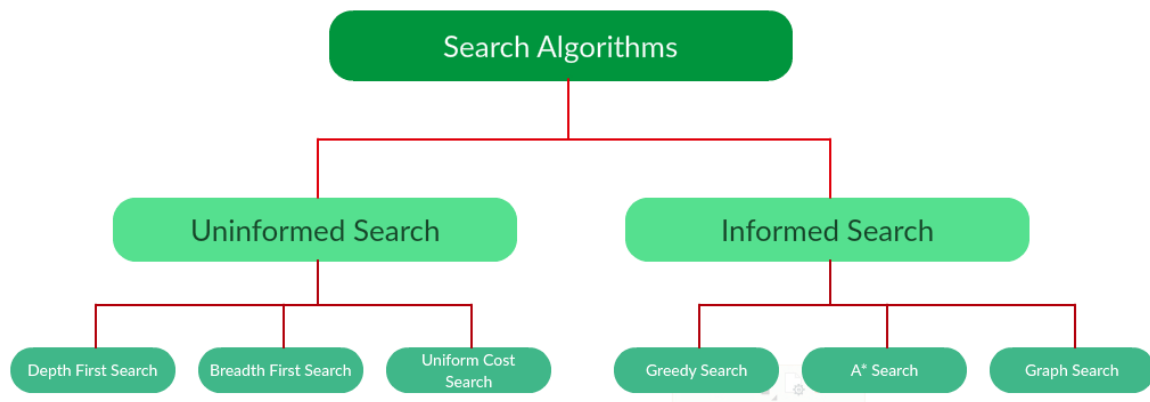 Search Algorithms
Uninformed Search
Informed Search
Depth First Search
Breadth First Search
Uniform Cost
Search
Greedy Search
A* Search
Graph Search